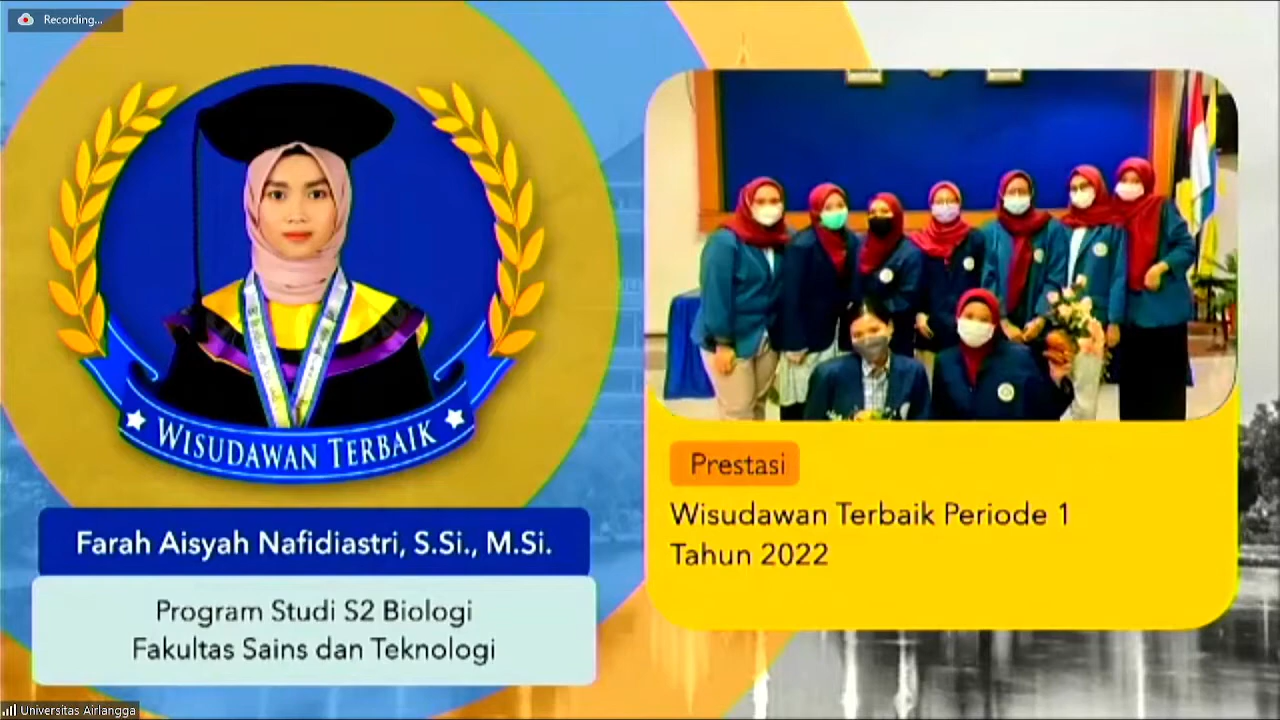 Recording...
WISUDAWAN TERBAIK
Farah Aisyah Nafidiastri, S.Si., M.Si.
Program Studi S2 Biologi
Fakultas Sains dan Teknologi
Prestasi
Wisudawan Terbaik Periode 1
Tahun 2022
Universitas Airlangga